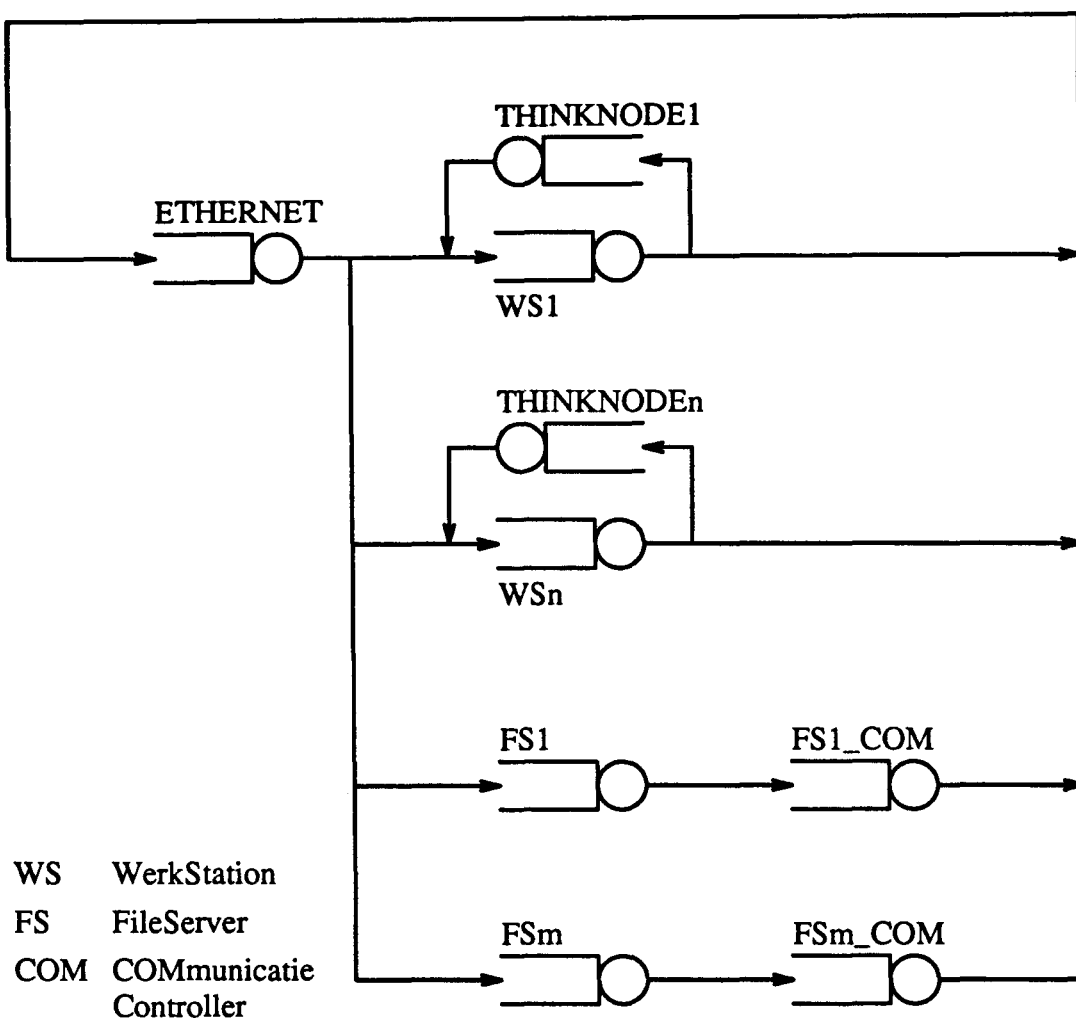 THINKNODE1
ETHERNET
WS1
THINKNODEn
WSn
FS1
FS1_COM
WS WerkStation
FS FileServer
FSm
FSm_COM
COM COMmunicatie
Controller